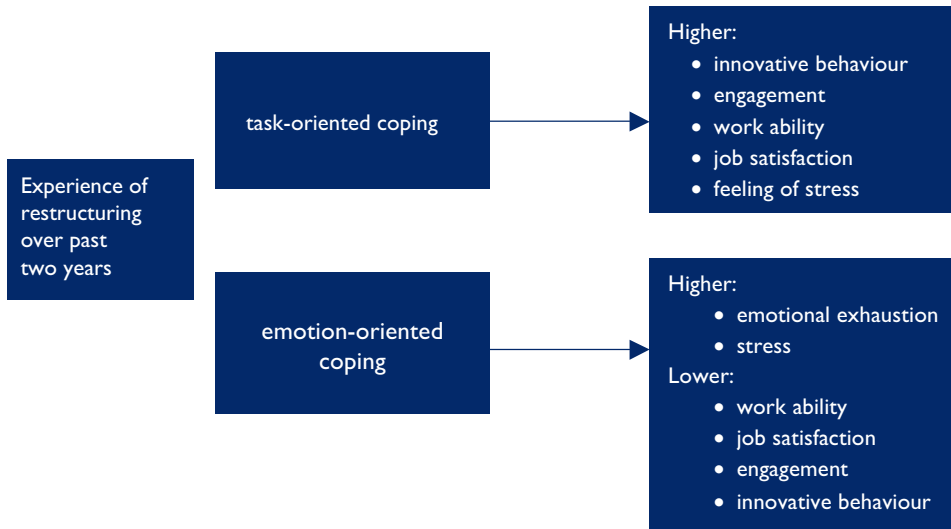 Experience of
restructuring
over past
two years
task-oriented coping
Higher:
• innovative behaviour
• engagement
• work ability
• job satisfaction
• feeling of stress
emotion-oriented
coping
Higher:
• emotional exhaustion
• stress
Lower:
• work ability
• job satisfaction
• engagement
• innovative behaviour